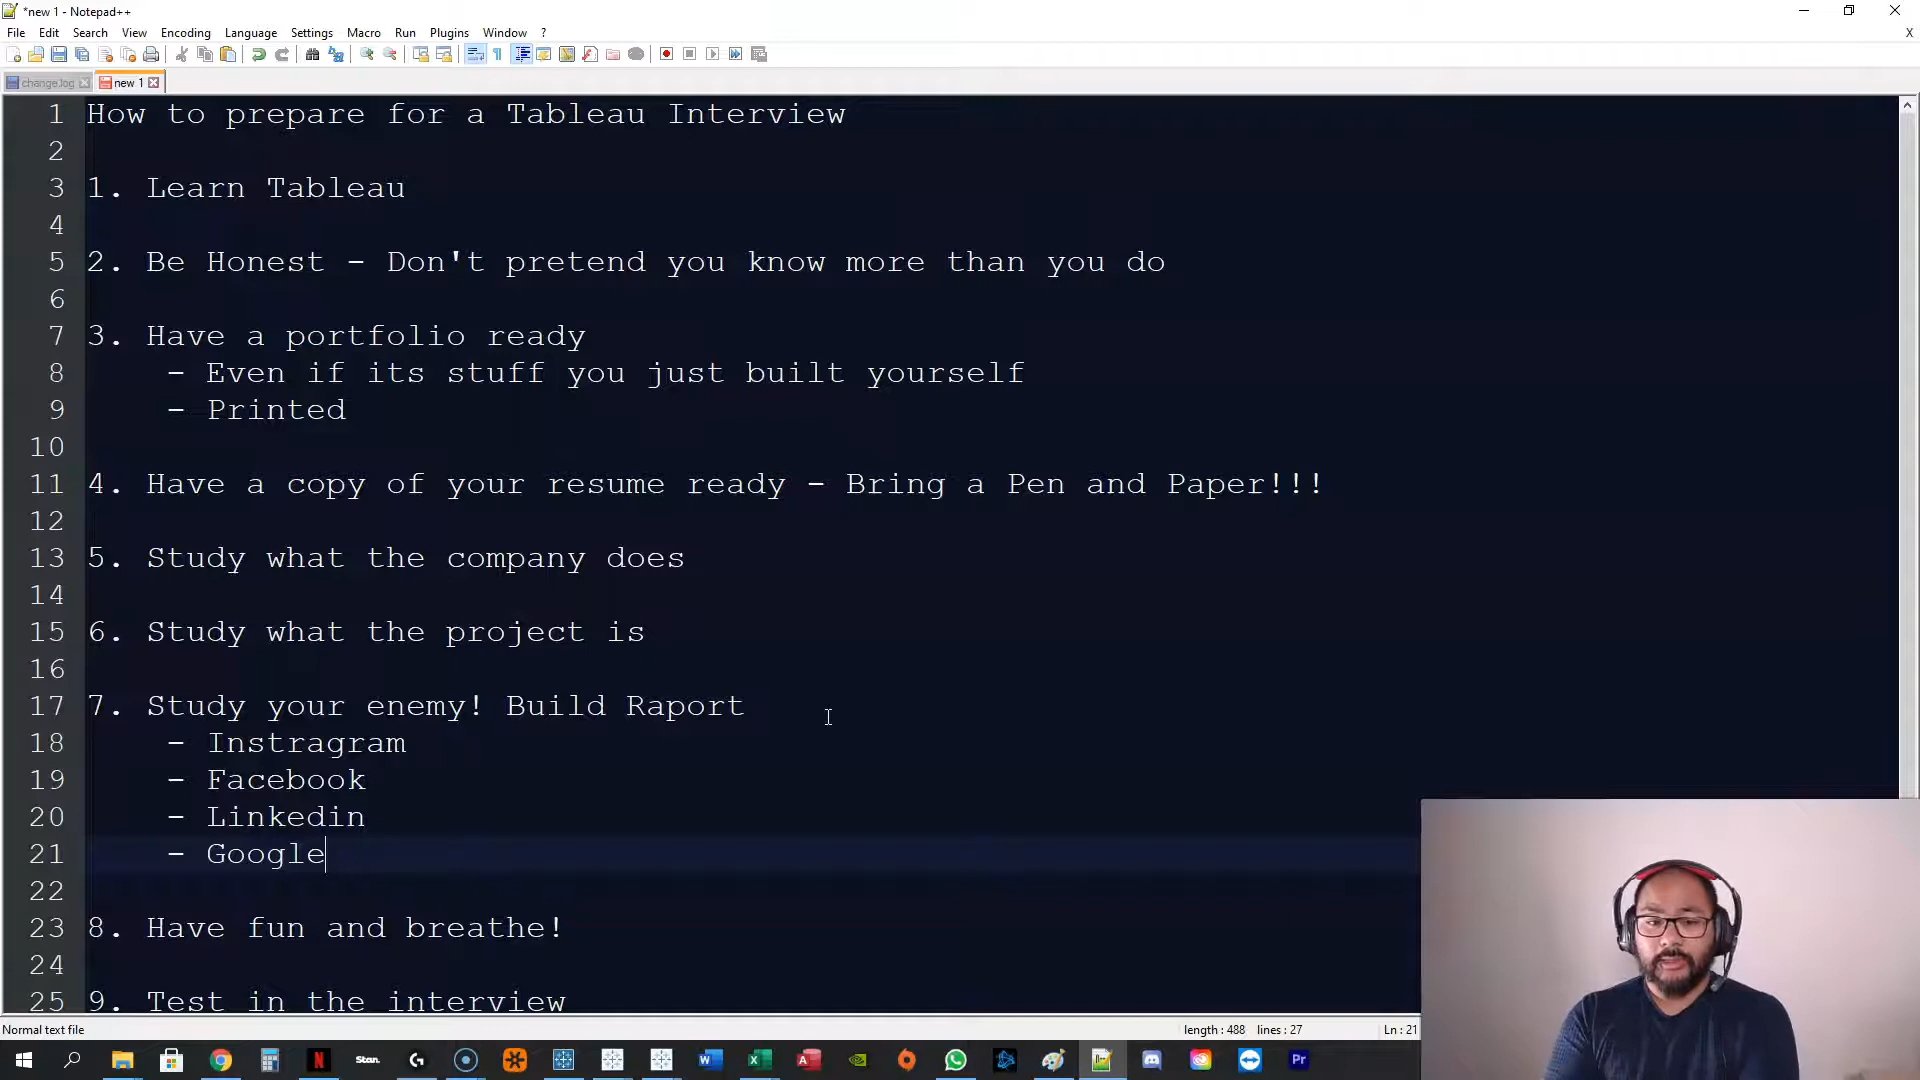 *new 1 - Notepad++
File Edit Search View Encoding Language Settings Macro Run Plugins Window ? X
change.log new 1
1 How to prepare for a Tableau Interview
2
3 1. Learn Tableau
4
5 2. Be Honest - Don't pretend you know more than you do
6
7 3. Have a portfolio ready
8 - Even if its stuff you just built yourself
9 - Printed
10
11 4. Have a copy of your resume ready - Bring a Pen and Paper!!!
12
13 5. Study what the company does
14
15 6. Study what the project is
16
17 7. Study your enemy! Build Raport
18 - Instragram
19 - Facebook
20 - Linkedin
21 - Google
22
23 8. Have fun and breathe!
24
25 9. Test in the interview
Normal text file length : 488 lines : 27 Ln : 21
N Stan. G W X A Pr